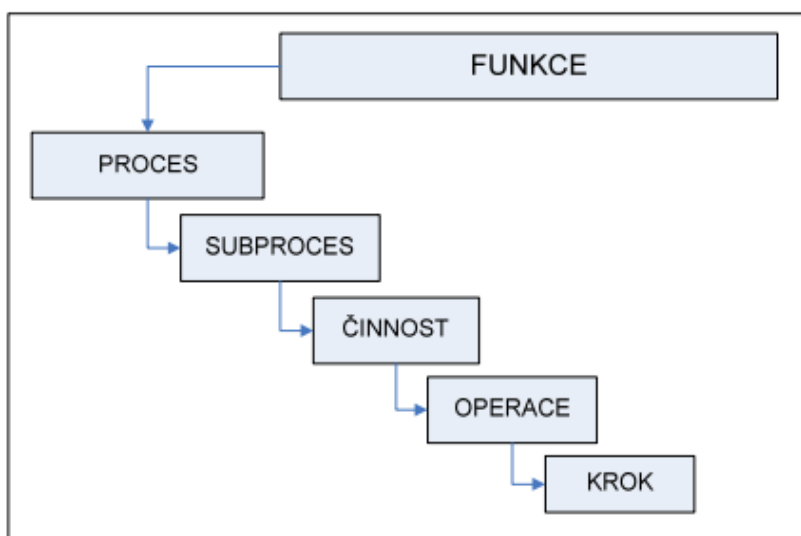 FUNKCE
PROCES
SUBPROCES
ČINNOST
OPERACE
KROK